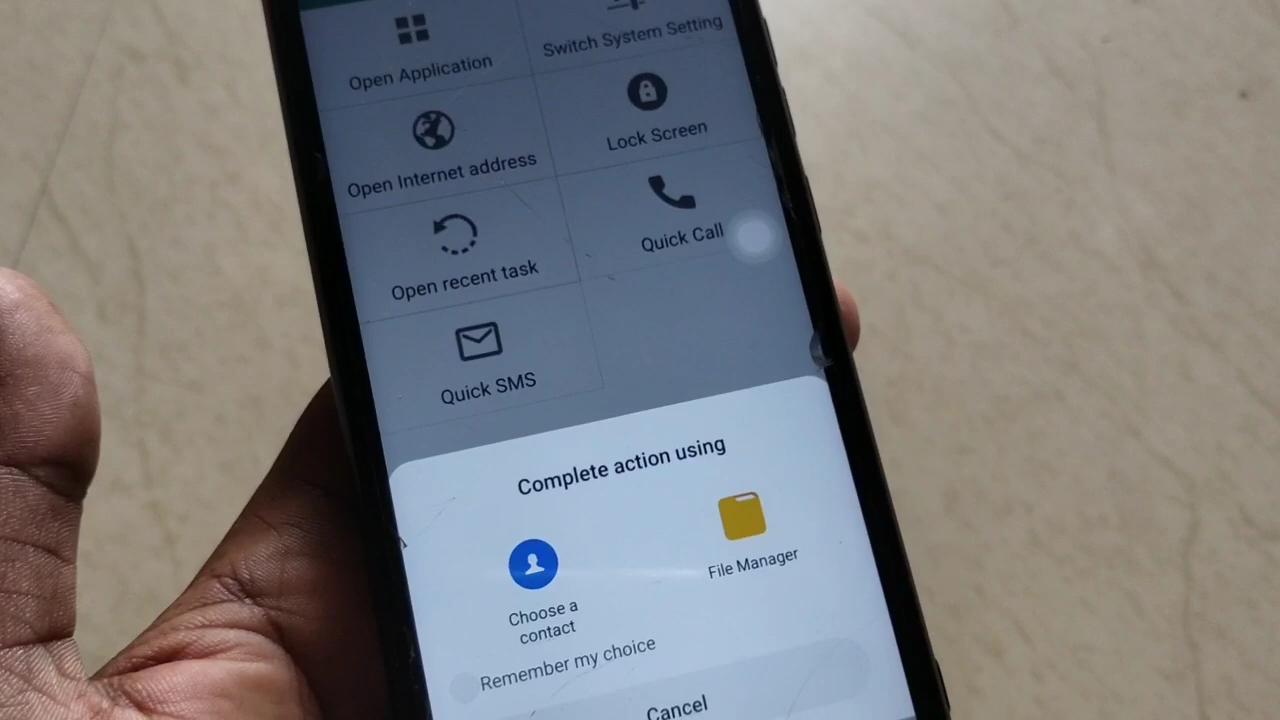 Open Application
Switch System Setting
Open Internet address
Lock Screen
Open recent task
Quick Call
Quick SMS
Complete action using
Choose a
contact
File Manager
Remember my choice
Cancel